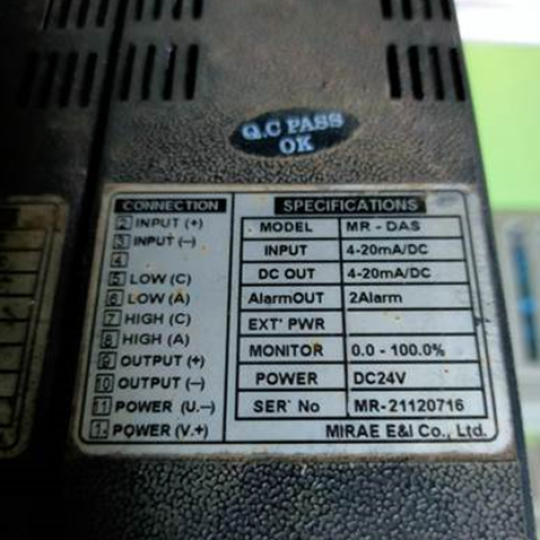 Q.C PASS
OK
CONNECTION
2 INPUT (+)
3 INPUT (-)
4
5 LOW (C)
6 LOW (A)
7 HIGH (C)
8 HIGH (A)
9 OUTPUT (+)
10 OUTPUT (-)
11 POWER (U.-)
1. POWER (V.+)
SPECIFICATIONS
MODEL MR - DAS
INPUT 4-20mA/DC
DC OUT 4-20mA/DC
AlarmOUT 2Alarm
EXT' PWR
MONITOR 0.0 - 100.0%
POWER DC24V
SER' No MR-21120716
MIRAE E&I Co., Ltd.